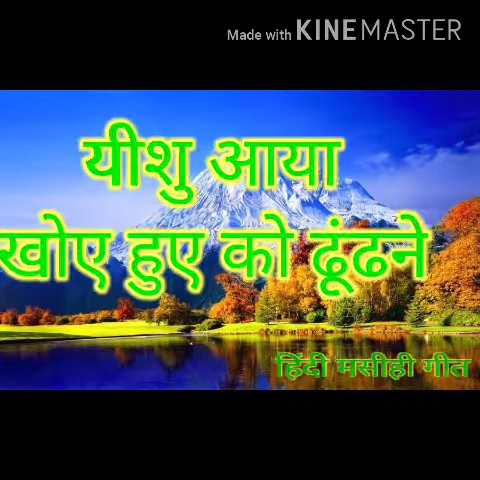 Made with KINEMASTER
यीशु आया
खोए हुए को ढूंढने
हिंदी मसीही गीत